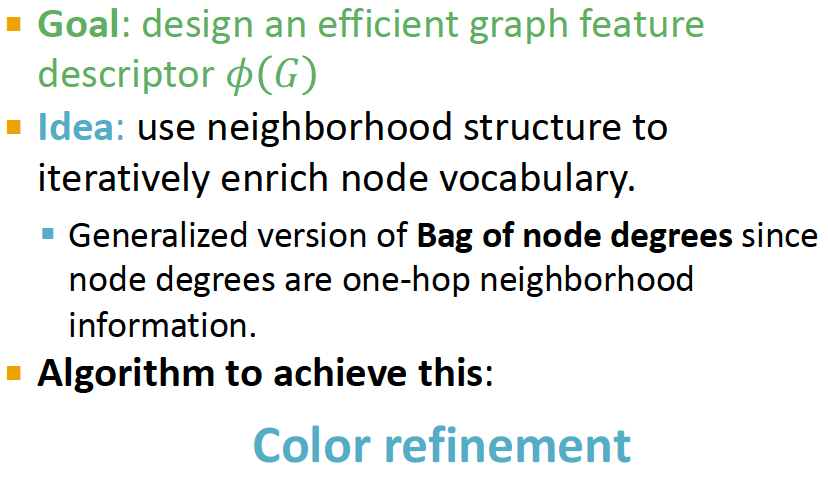 ▪ Goal: design an efficient graph feature
descriptor 𝜙(𝐺)
▪ Idea: use neighborhood structure to
iteratively enrich node vocabulary.
▪ Generalized version of Bag of node degrees since
node degrees are one-hop neighborhood
information.
▪ Algorithm to achieve this:
Color refinement